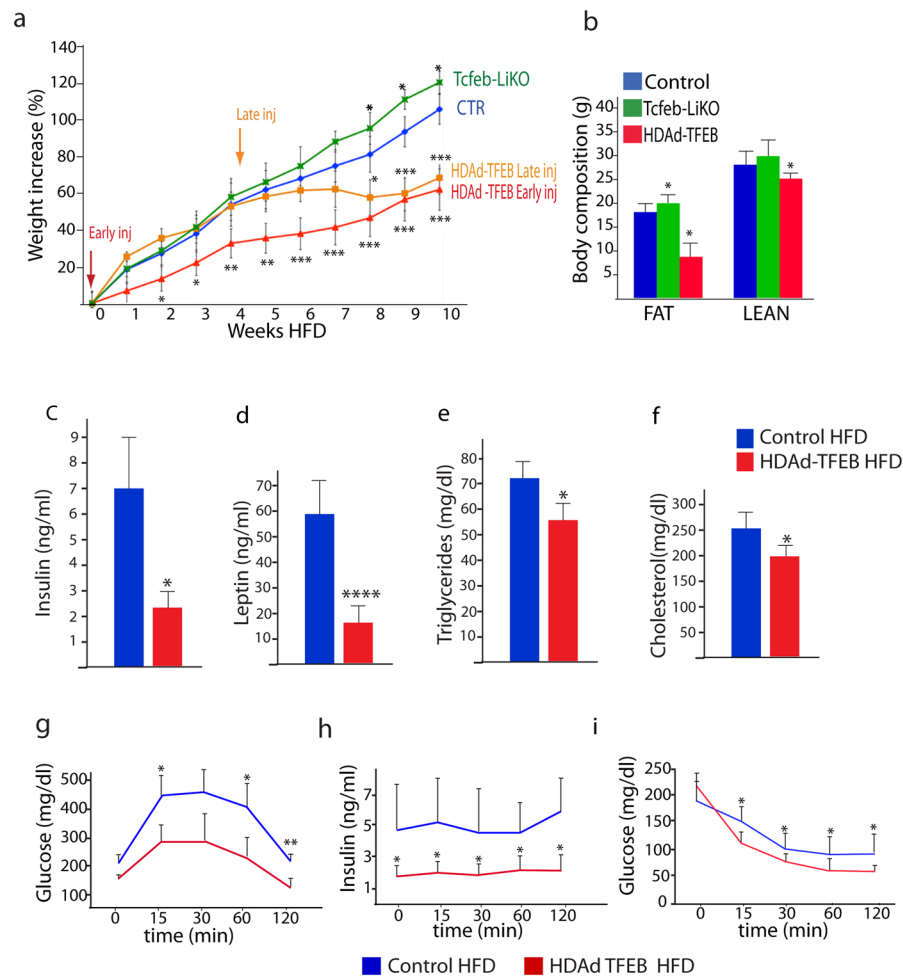 a
Weight increase (%)
140
120
100
80
60
40
20
Early inj
Late inj
Tcfeb-LiKO
CTR
HDAd-TFEB Late inj
HDAd -TFEB Early inj
* * *
*** *** *
* * ** ** *** *** *** *** ***
0 1 2 3 4 5 6 7 8 9 10
Weeks HFD
b
Body composition (g)
Control
Tcfeb-LiKO
HDAd-TFEB
40
35
30
25
20
15
10
5
* * *
FAT LEAN
c
Insulin (ng/ml)
9
8
7
6
5
4
3
2
1
*
d
Leptin (ng/ml)
70
60
50
40
30
20
10
****
e
Triglycerides (mg/dl)
80
70
60
50
40
30
20
10
*
f
Control HFD
HDAd-TFEB HFD
Cholesterol(mg/dl)
300
250
200
150
100
50
*
g
Glucose (mg/dl)
500
400
300
200
100
* * **
0 15 30 60 120
time (min)
h
Insulin (ng/ml)
7
5
3
1
* * * * *
0 15 30 60 120
time (min)
i
Glucose (mg/dl)
250
200
150
100
50
0
* * * *
0 15 30 60 120
time (min)
Control HFD HDAd TFEB HFD